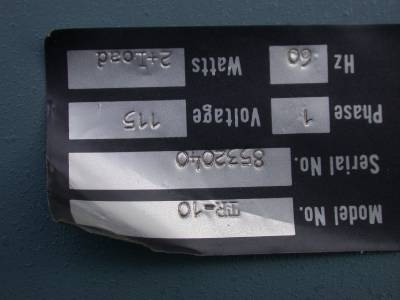 Model No. TR-10
Serial No. 8532040
Phase 1 Voltage 115
Hz 60 Watts 2+Load